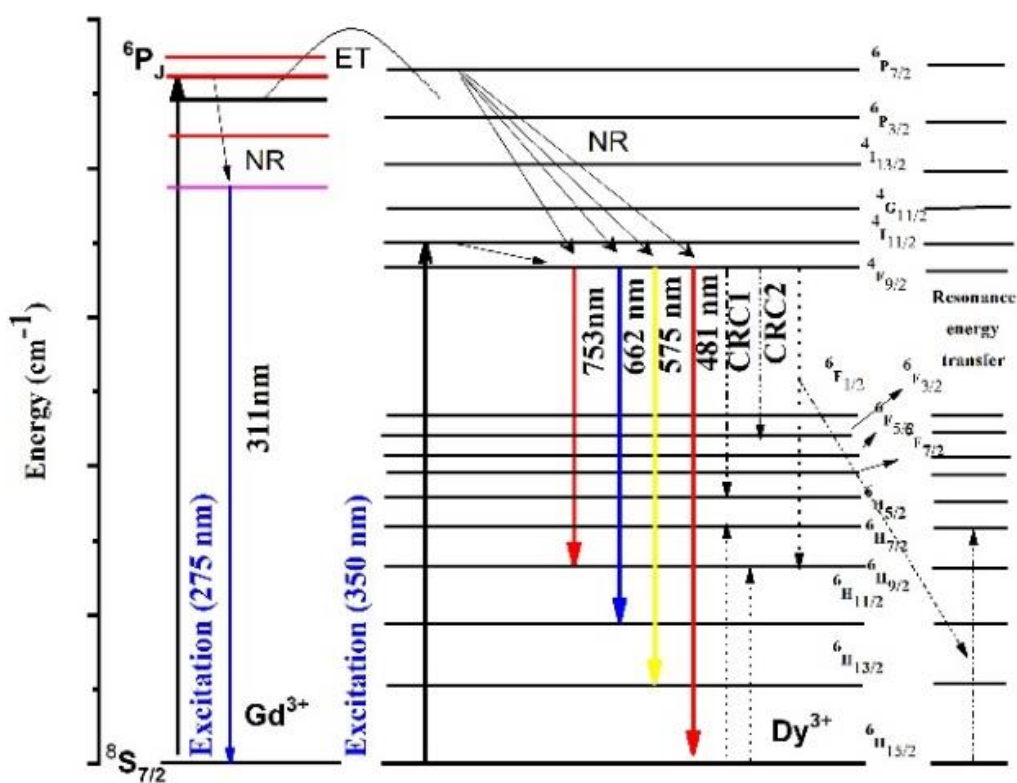 Energy (cm⁻¹)
⁶P_J
ET
NR
311nm
Excitation (275 nm)
Gd³⁺
⁸S₇/₂
Excitation (350 nm)
NR
753nm
662 nm
575 nm
481 nm
CRC1
CRC2
Dy³⁺
⁶P₇/₂
⁶P₃/₂
⁴I₁₃/₂
⁴G₁₁/₂
⁴I₁₁/₂
⁴F₉/₂
Resonance
energy
transfer
⁶F₁/₂
⁶F₃/₂
⁶F₅/₂
⁶F₇/₂
⁶H₅/₂
⁶H₇/₂
⁶H₉/₂
⁶H₁₁/₂
⁶H₁₃/₂
⁶H₁₅/₂